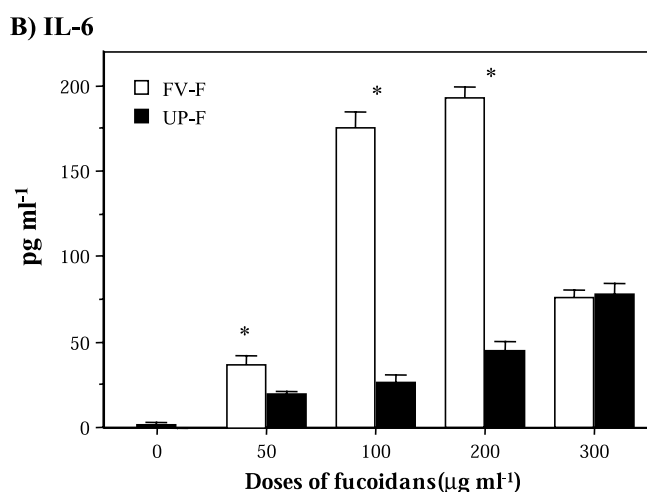 B) IL-6
FV-F
UP-F
*
*
*
200
150
100
50
0
pg ml-1
0 50 100 200 300
Doses of fucoidans(μg ml-1)